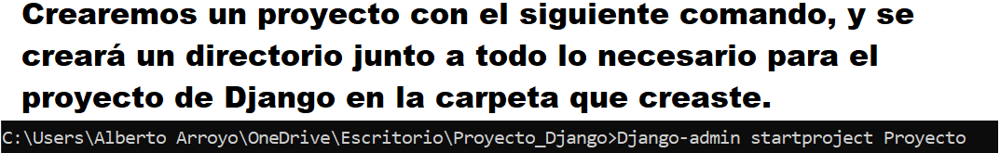 Crearemos un proyecto con el siguiente comando, y se
creará un directorio junto a todo lo necesario para el
proyecto de Django en la carpeta que creaste.
C:\Users\Alberto Arroyo\OneDrive\Escritorio\Proyecto_Django>Django-admin startproject Proyecto